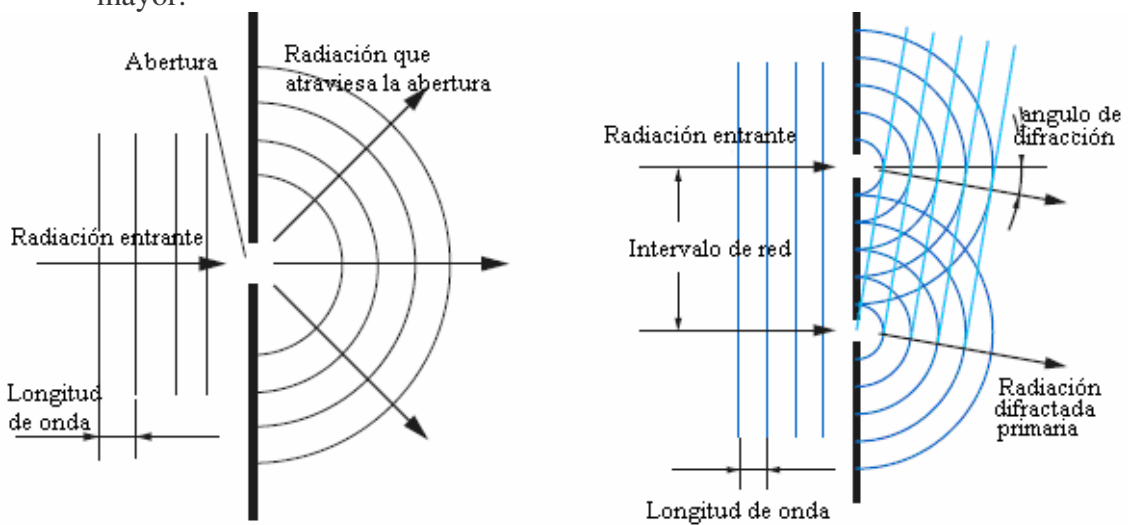 mayor.
Abertura
Radiación que
atraviesa la abertura
Radiación entrante
Longitud
de onda
Radiación entrante
angulo de
difracción
Intervalo de red
Radiación
difractada
primaria
Longitud de onda